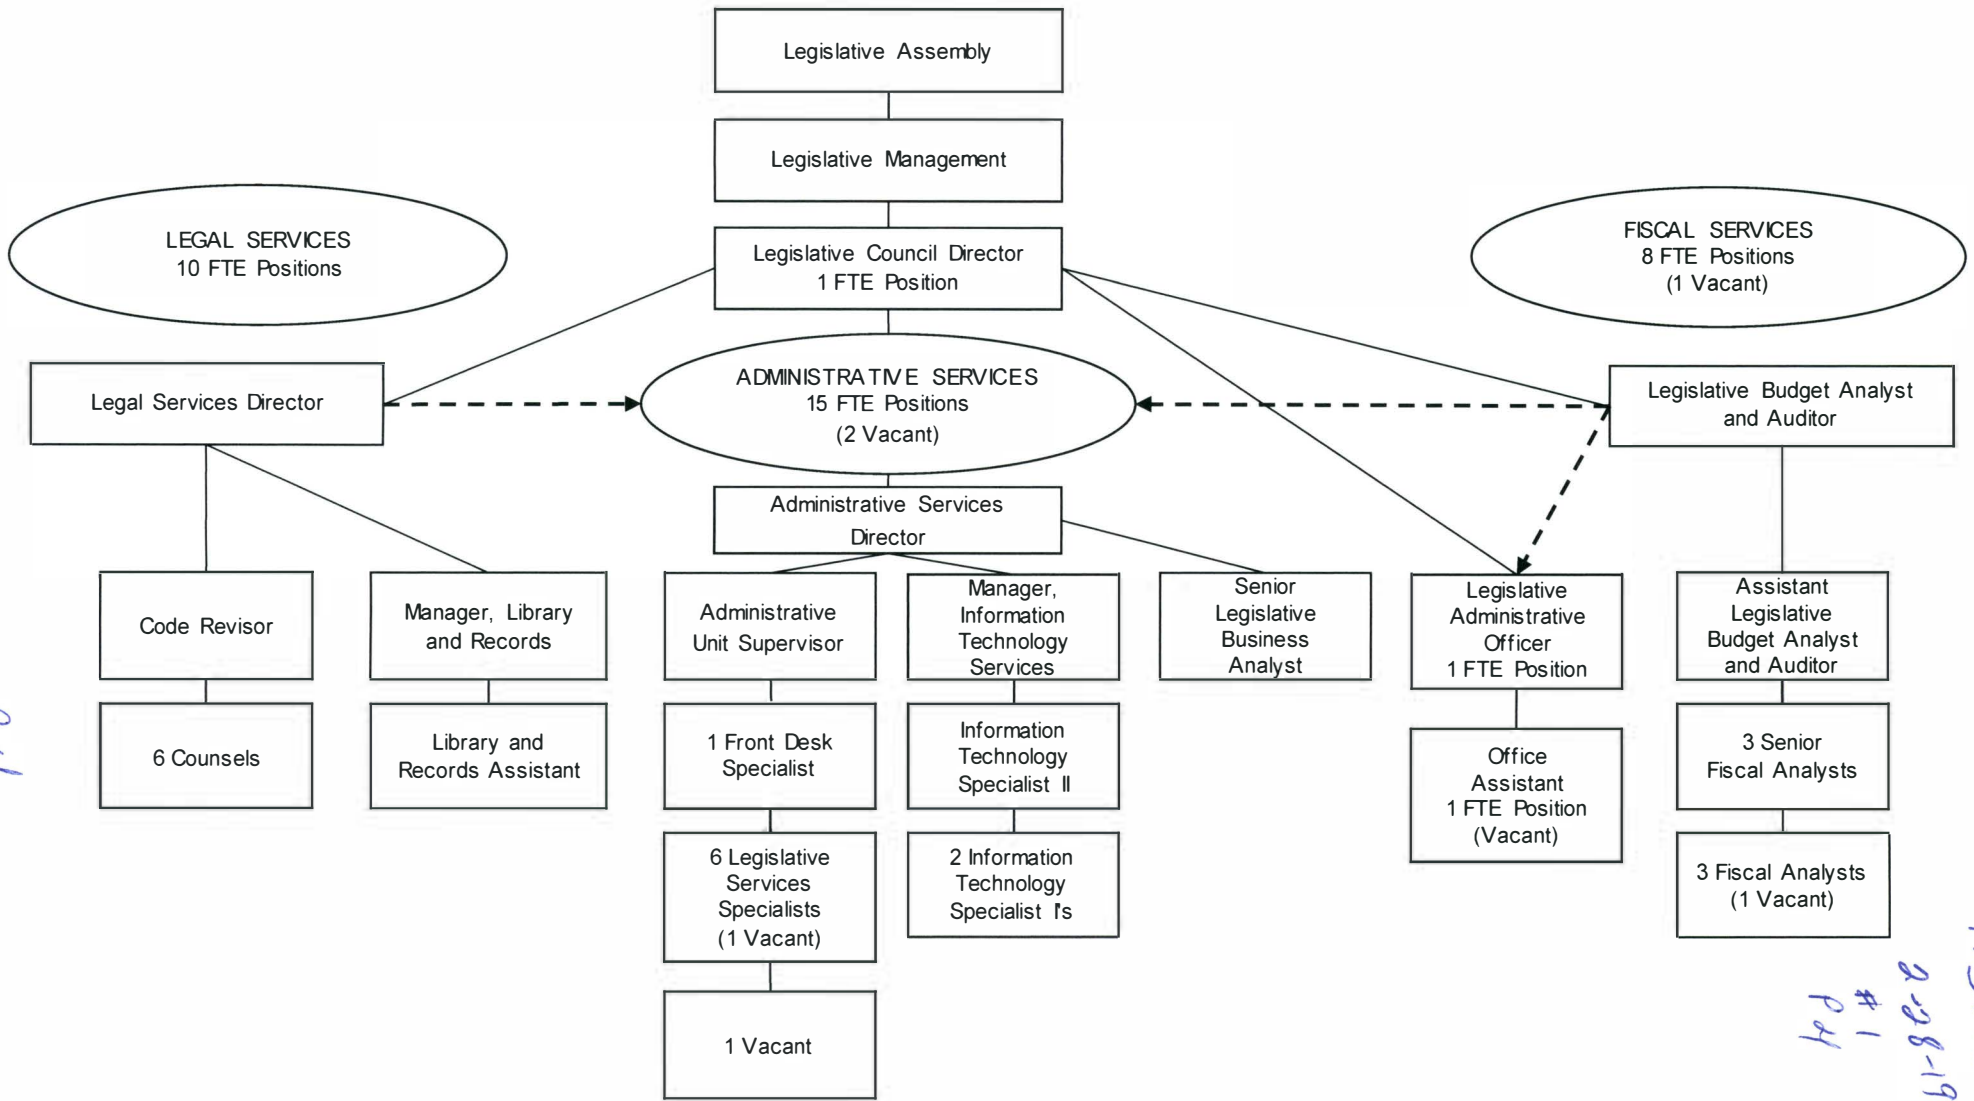 Legislative Assembly
Legislative Management
LEGAL SERVICES
10 FTE Positions
Legislative Council Director
1 FTE Position
FISCAL SERVICES
8 FTE Positions
(1 Vacant)
Legal Services Director
ADMINISTRATIVE SERVICES
15 FTE Positions
(2 Vacant)
Legislative Budget Analyst
and Auditor
Administrative Services
Director
Code Revisor
Manager, Library
and Records
Administrative
Unit Supervisor
Manager,
Information
Technology
Services
Senior
Legislative
Business
Analyst
Legislative
Administrative
Officer
1 FTE Position
Assistant
Legislative
Budget Analyst
and Auditor
6 Counsels
Library and
Records Assistant
1 Front Desk
Specialist
Information
Technology
Specialist II
Office
Assistant
1 FTE Position
(Vacant)
3 Senior
Fiscal Analysts
6 Legislative
Services
Specialists
(1 Vacant)
2 Information
Technology
Specialist I's
3 Fiscal Analysts
(1 Vacant)
1 Vacant
2-28-19
#1
P4